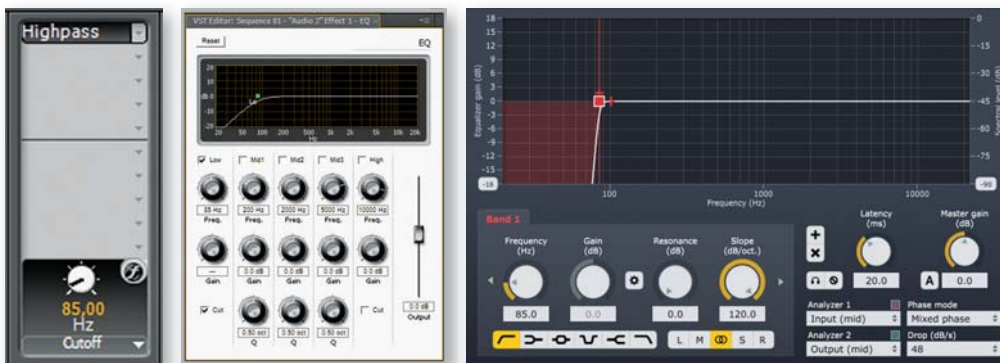 Highpass
85,00
Hz
Cutoff
VST Editor: Sequence 01 - "Audio 2" Effect 1 - EQ
Reset
EQ
20
10
dB 0
-10
-20
Lo
20 50 100 500 1k 2k 5k 10k 20k
Hz
Low Mid1 Mid2 Mid3 High
85 Hz 200 Hz 2000 Hz 5000 Hz 10000 Hz
Freq. Freq. Freq. Freq. Freq.
--- 0.0 dB 0.0 dB 0.0 dB 0.0 dB
Gain Gain Gain Gain Gain
Cut Cut
0.50 oct 0.50 oct 0.50 oct
Q Q Q
0.0 dB
Output
Equalizer gain (dB)
18
15
12
9
6
3
0
-3
-6
-9
-12
-15
-18
0
-15
-30
-45
-60
-75
-90
100 1000 10000
Frequency (Hz)
Band 1
Frequency (Hz) Gain (dB) Resonance (dB) Slope (dB/oct.)
85.0 0.0 0.0 120.0
L M S R
Latency (ms) Master gain (dB)
20.0 A 0.0
Analyzer 1 Phase mode
Input (mid) Mixed phase
Analyzer 2 Drop (dB/s)
Output (mid) 48